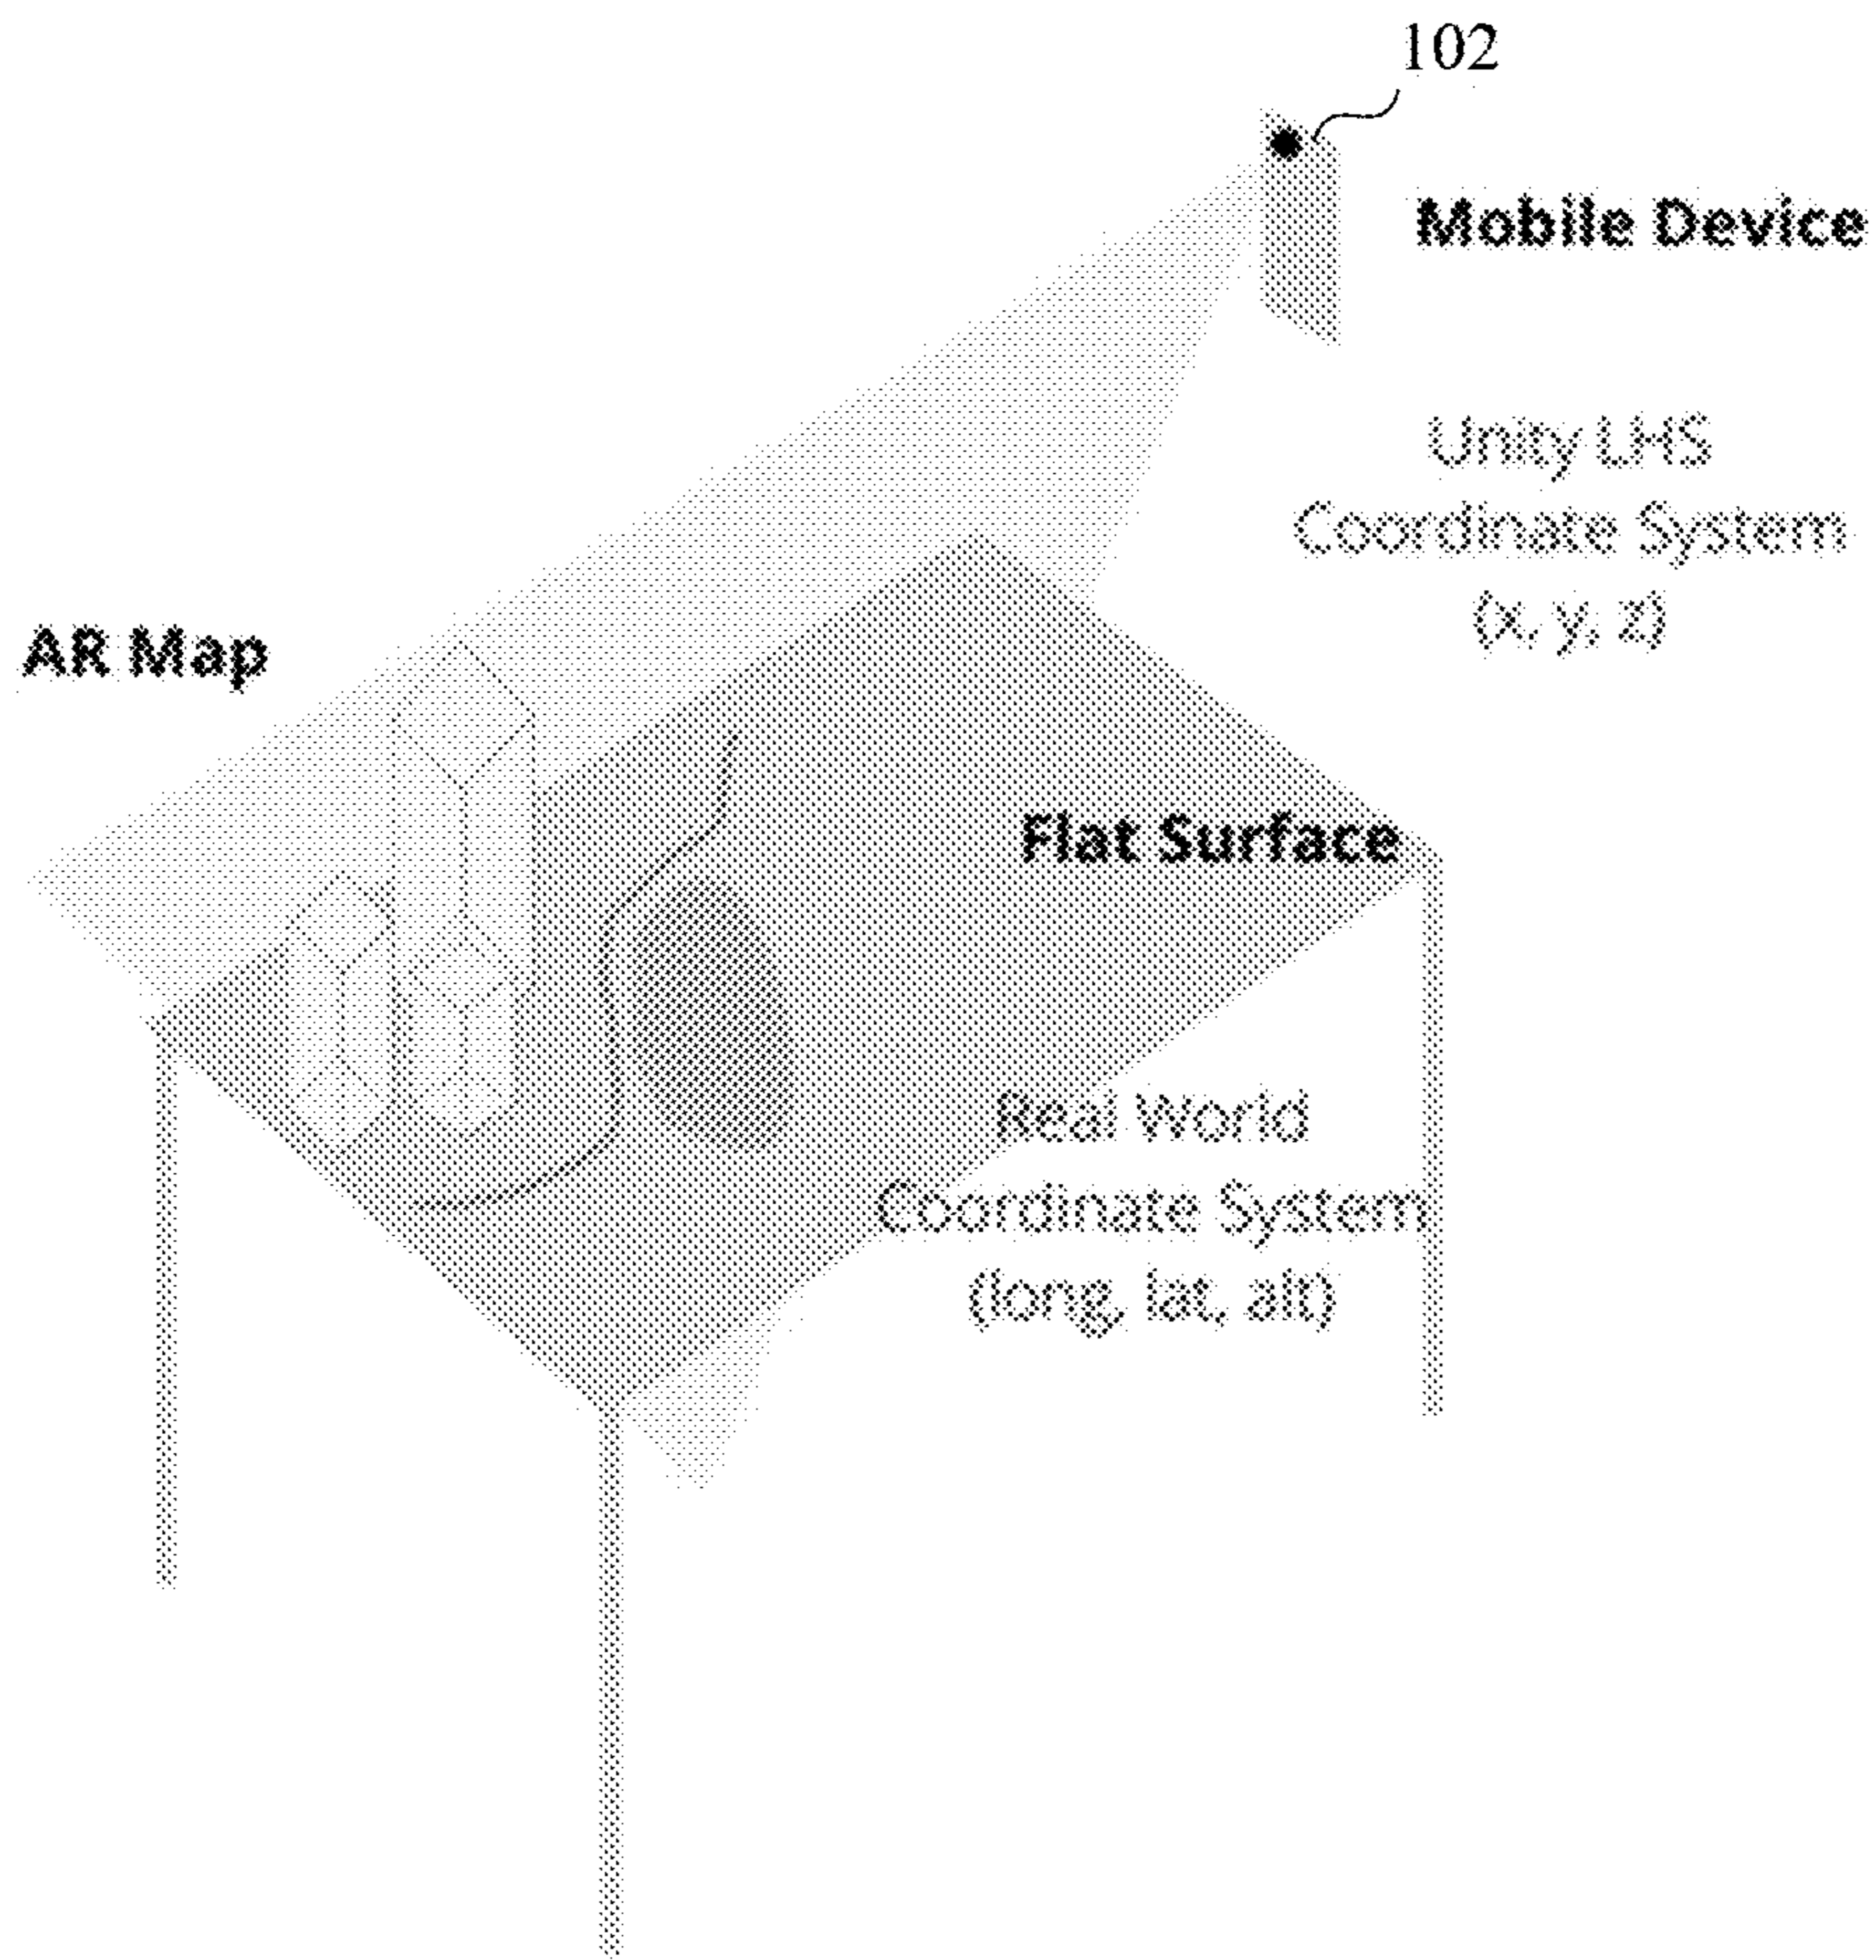 102
Mobile Device
Unity LHS
Coordinate System
(x, y, z)
AR Map
Flat Surface
Real World
Coordinate System
(long, lat, alt)